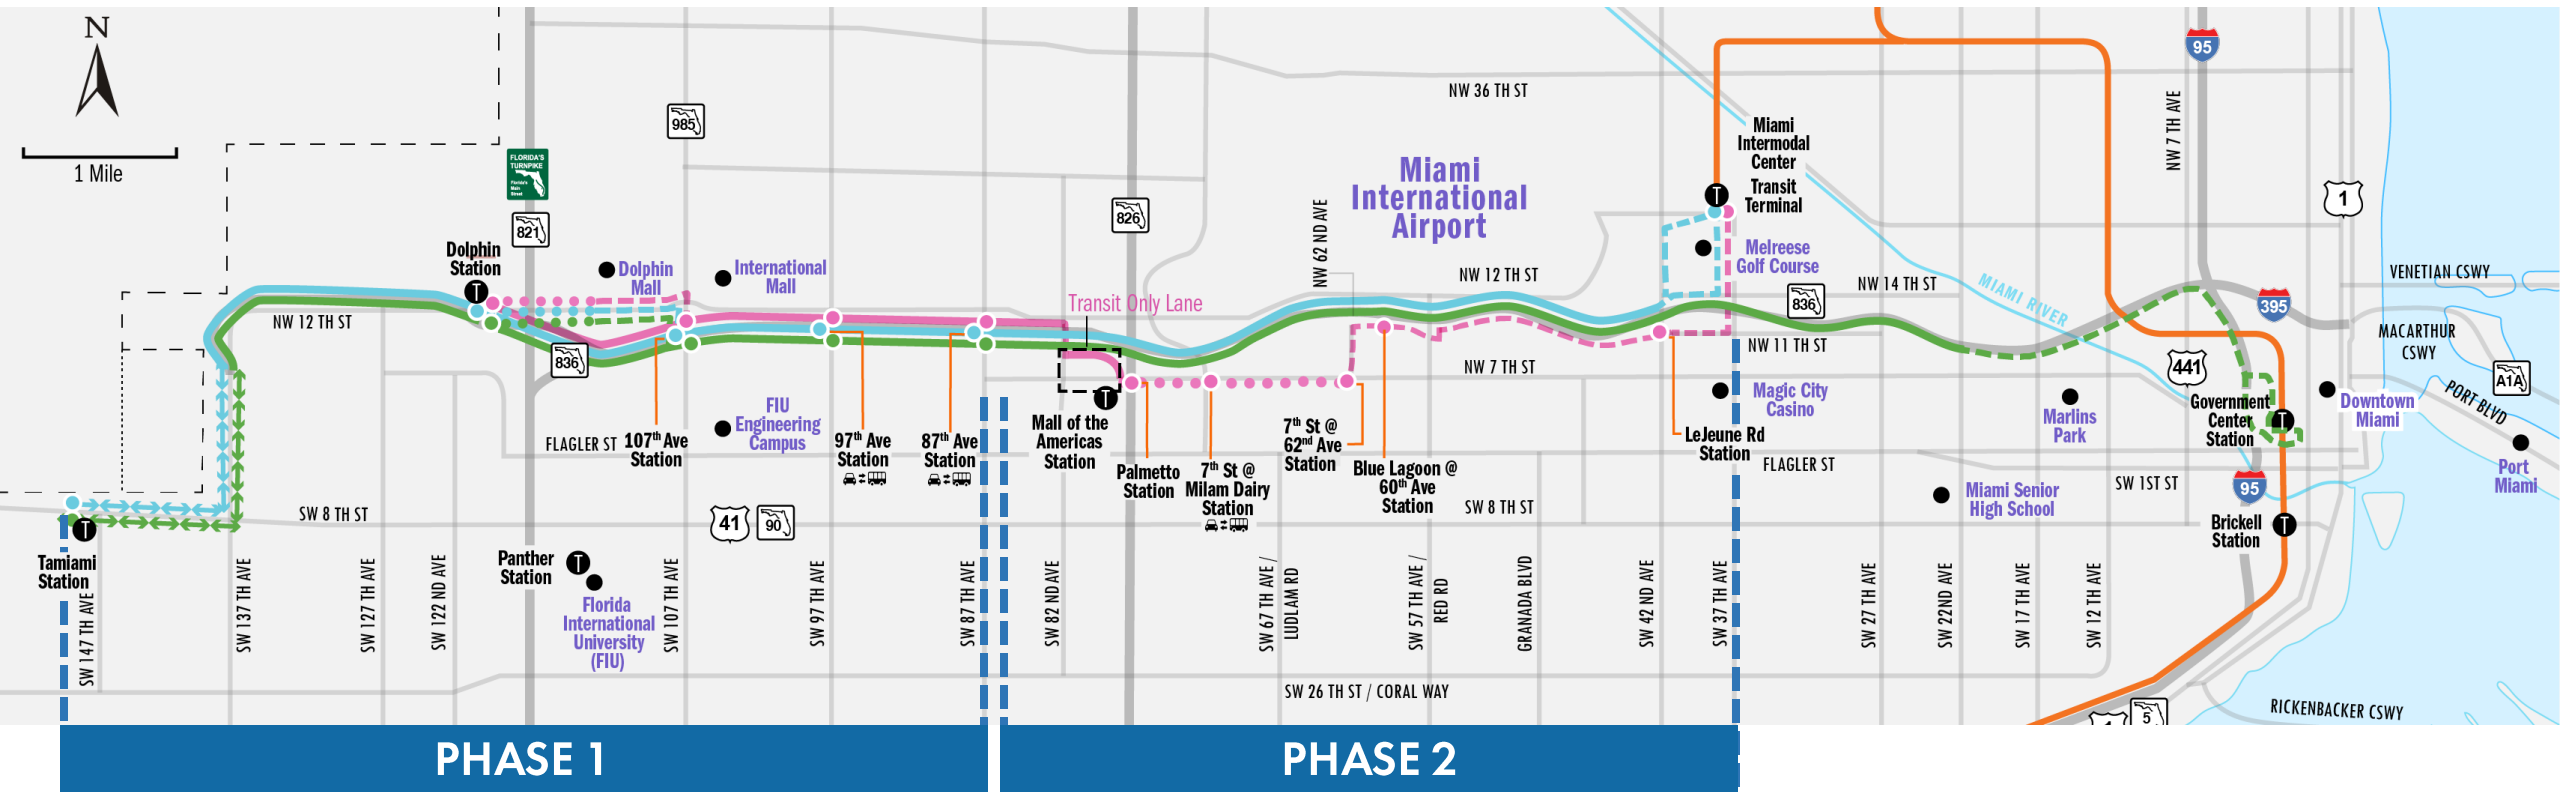 N
1 Mile
FLORIDA'S
TURNPIKE
Florida's
Main
Street
821
985
826
836
Dolphin
Station
Dolphin
Mall
International
Mall
NW 12 TH ST
836
FLAGLER ST
FIU
Engineering
Campus
107th Ave
Station
97th Ave
Station
87th Ave
Station
Transit Only Lane
Mall of the
Americas
Station
Palmetto
Station
7th St @
Milam Dairy
Station
7th St @
62nd Ave
Station
Blue Lagoon @
60th Ave
Station
LeJeune Rd
Station
NW 36 TH ST
NW 62 ND AVE
Miami
International
Airport
NW 12 TH ST
NW 7 TH ST
SW 8 TH ST
Miami
Intermodal
Center
T
Transit
Terminal
Melreese
Golf Course
NW 14 TH ST
NW 11 TH ST
Magic City
Casino
FLAGLER ST
MIAMI RIVER
NW 7 TH AVE
95
1
395
441
95
VENETIAN CSWY
MACARTHUR
CSWY
A1A
PORT BLVD
Government
Center
Station
T
Downtown
Miami
Port
Miami
Marlins
Park
Miami Senior
High School
SW 1ST ST
Brickell
Station
T
RICKENBACKER CSWY
5
T
T
T
Tamiami
Station
SW 8 TH ST
41
90
Panther
Station
T
Florida
International
University
(FIU)
SW 147 TH AVE
SW 137 TH AVE
SW 127 TH AVE
SW 122 ND AVE
SW 107 TH AVE
SW 97 TH AVE
SW 87 TH AVE
SW 82 ND AVE
SW 67 TH AVE /
LUDLAM RD
SW 57 TH AVE /
RED RD
GRANADA BLVD
SW 42 ND AVE
SW 37 TH AVE
SW 27 TH AVE
SW 22ND AVE
SW 17 TH AVE
SW 12 TH AVE
SW 26 TH ST / CORAL WAY
PHASE 1
PHASE 2